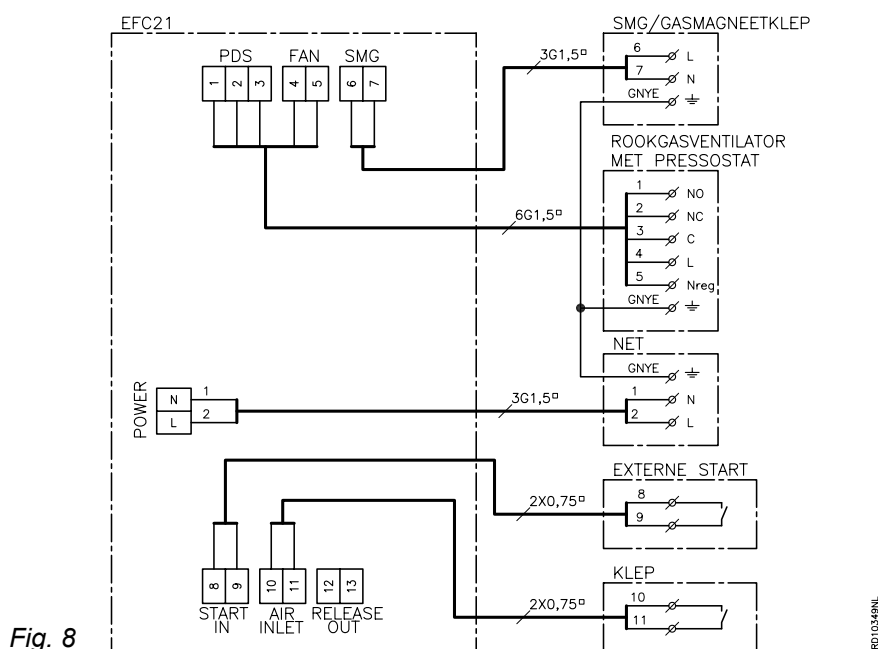 EFC21
SMG/GASMAGNEETKLEP
PDS FAN SMG
1 2 3 4 5 6 7
3G1,5▫
6 L
7 N
GNYE
ROOKGASVENTILATOR
MET PRESSOSTAT
6G1,5▫
1 NO
2 NC
3 C
4 L
5 Nreg
GNYE
NET
GNYE
POWER
N 1
L 2
3G1,5▫
1 N
2 L
EXTERNE START
2X0,75▫
8
9
8 9 10 11 12 13
START IN
AIR INLET
RELEASE OUT
KLEP
2X0,75▫
10
11
Fig. 8
RD10349NL